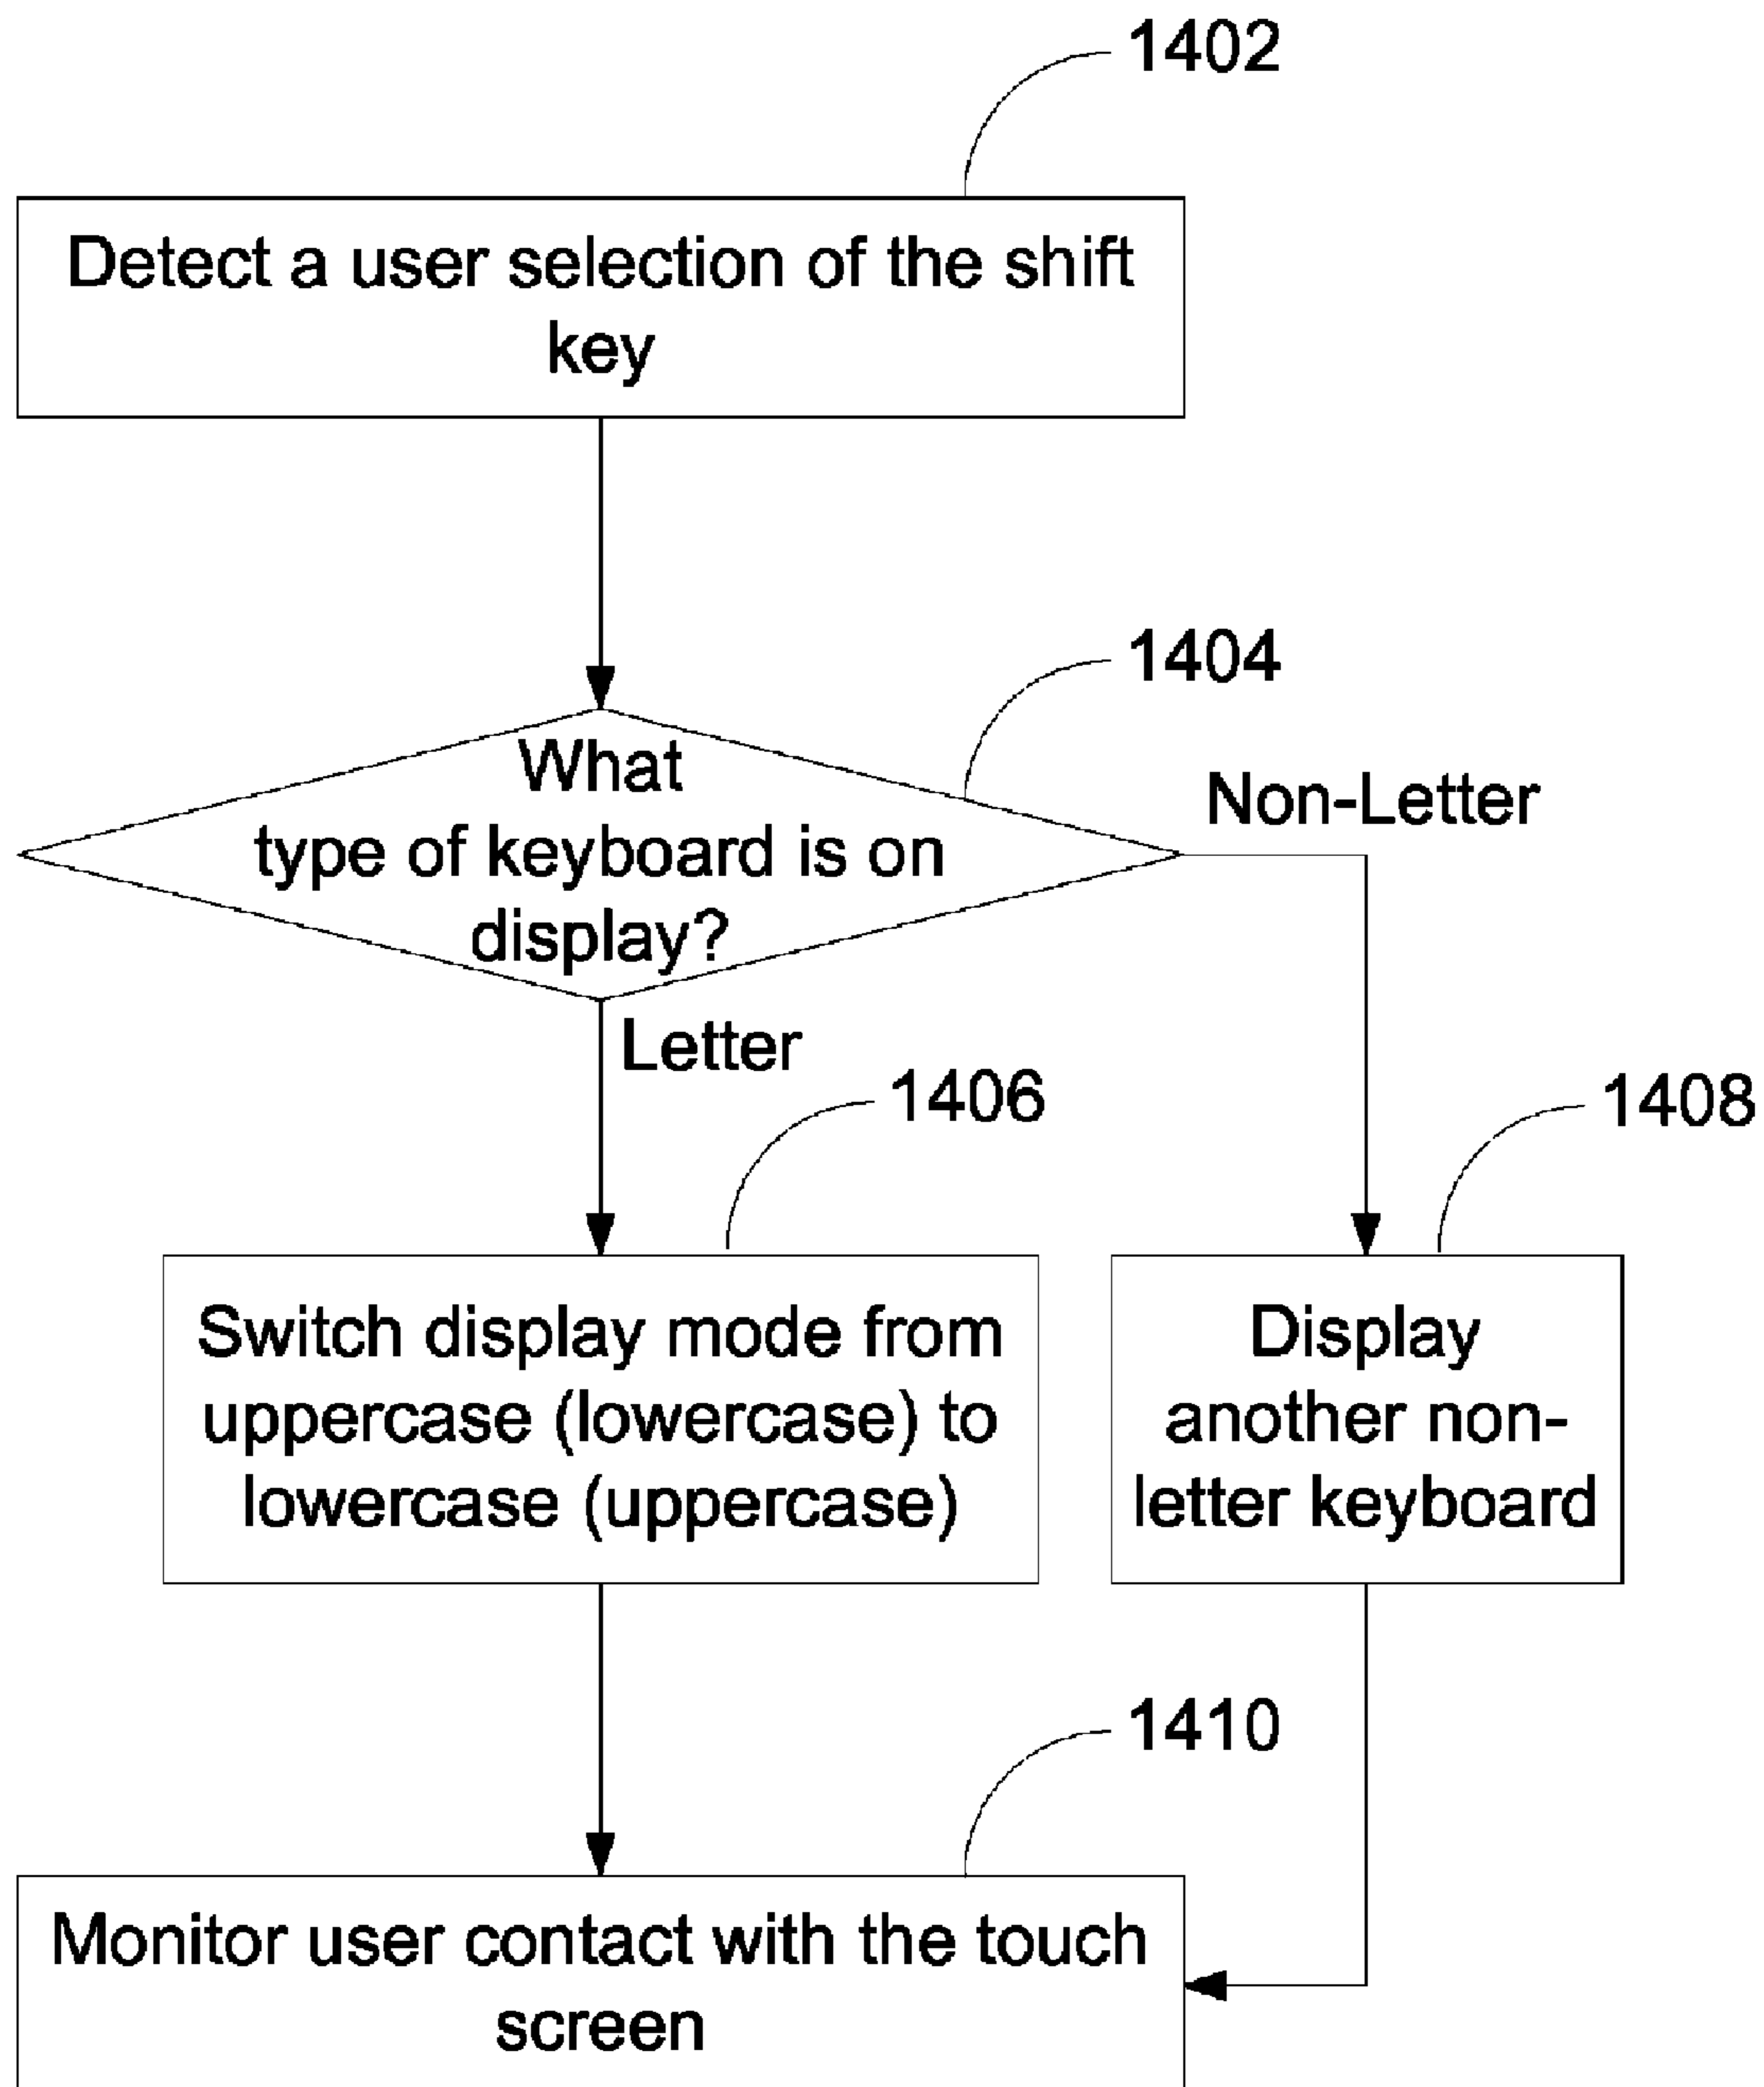 1402
Detect a user selection of the shift
key
1404
What
type of keyboard is on
display?
Non-Letter
Letter
1406
1408
Switch display mode from
uppercase (lowercase) to
lowercase (uppercase)
Display
another non-
letter keyboard
1410
Monitor user contact with the touch
screen